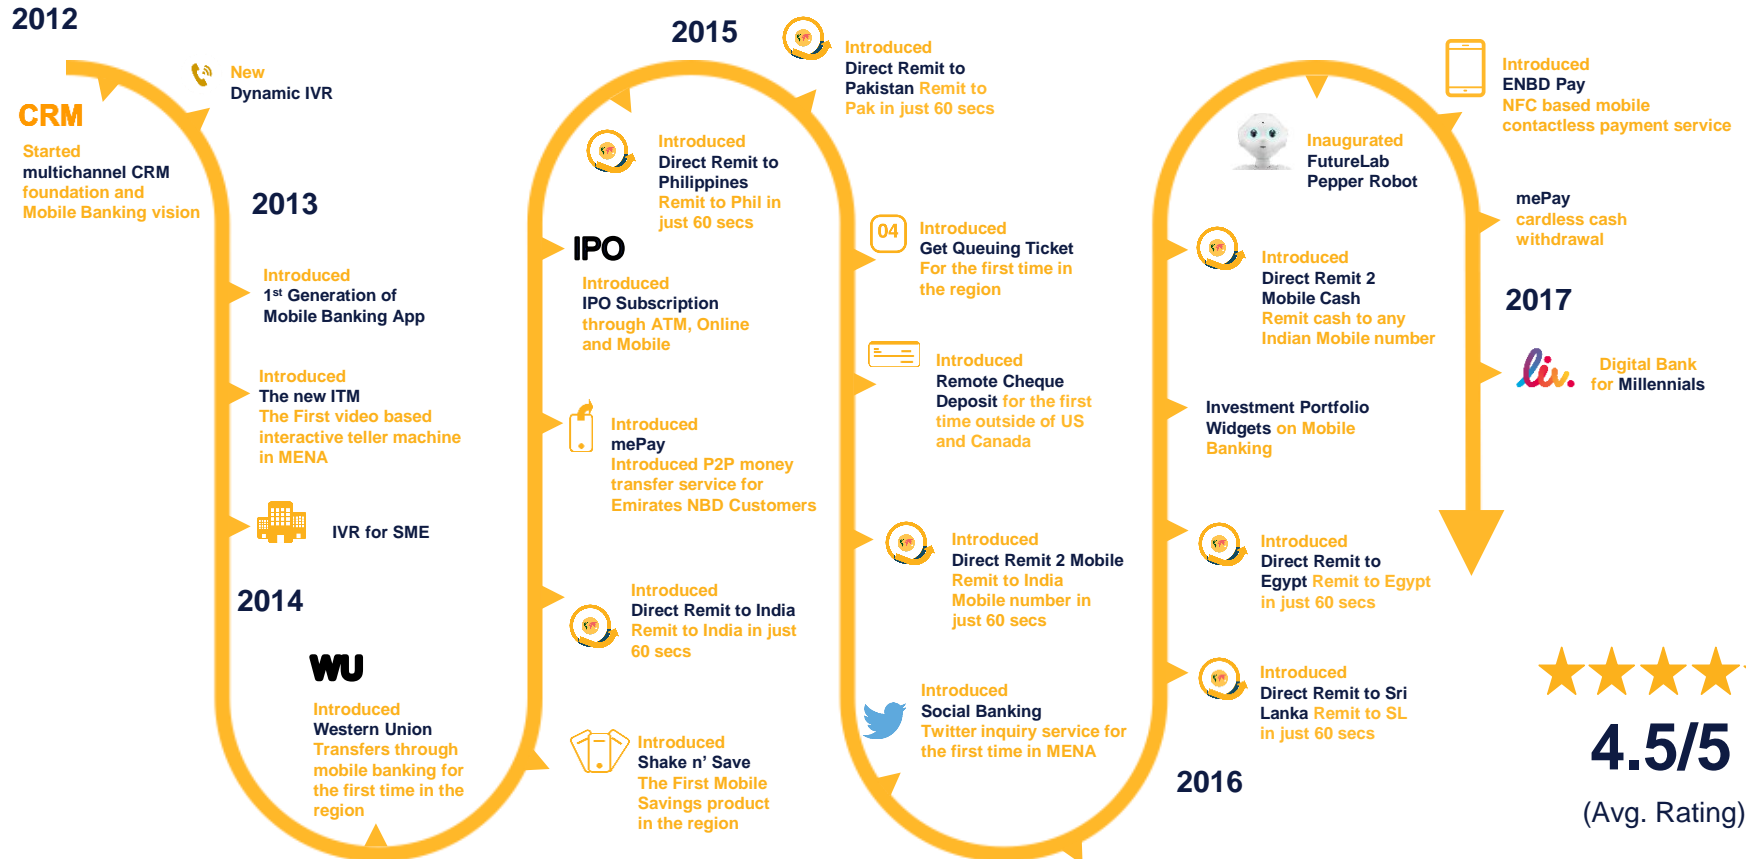 2012
CRM
Started
multichannel CRM
foundation and
Mobile Banking vision
New
Dynamic IVR
2013
Introduced
1st Generation of
Mobile Banking App
Introduced
The new ITM
The First video based
interactive teller machine
in MENA
IVR for SME
2014
WU
Introduced
Western Union
Transfers through
mobile banking for
the first time in the
region
Introduced
Shake n’ Save
The First Mobile
Savings product
in the region
Introduced
Direct Remit to India
Remit to India in just
60 secs
Introduced
mePay
Introduced P2P money
transfer service for
Emirates NBD Customers
IPO
Introduced
IPO Subscription
through ATM, Online
and Mobile
Introduced
Direct Remit to
Philippines
Remit to Phil in
just 60 secs
2015
Introduced
Direct Remit to
Pakistan Remit to
Pak in just 60 secs
04
Introduced
Get Queuing Ticket
For the first time in
the region
Introduced
Remote Cheque
Deposit for the first
time outside of US
and Canada
Introduced
Direct Remit 2 Mobile
Remit to India
Mobile number in
just 60 secs
Introduced
Social Banking
Twitter inquiry service for
the first time in MENA
2016
Introduced
Direct Remit to Sri
Lanka Remit to SL
in just 60 secs
Introduced
Direct Remit to
Egypt Remit to Egypt
in just 60 secs
Investment Portfolio
Widgets on Mobile
Banking
Introduced
Direct Remit 2
Mobile Cash
Remit cash to any
Indian Mobile number
Inaugurated
FutureLab
Pepper Robot
Introduced
ENBD Pay
NFC based mobile
contactless payment service
mePay
cardless cash
withdrawal
2017
liv.
Digital Bank
for Millennials
4.5/5
(Avg. Rating)